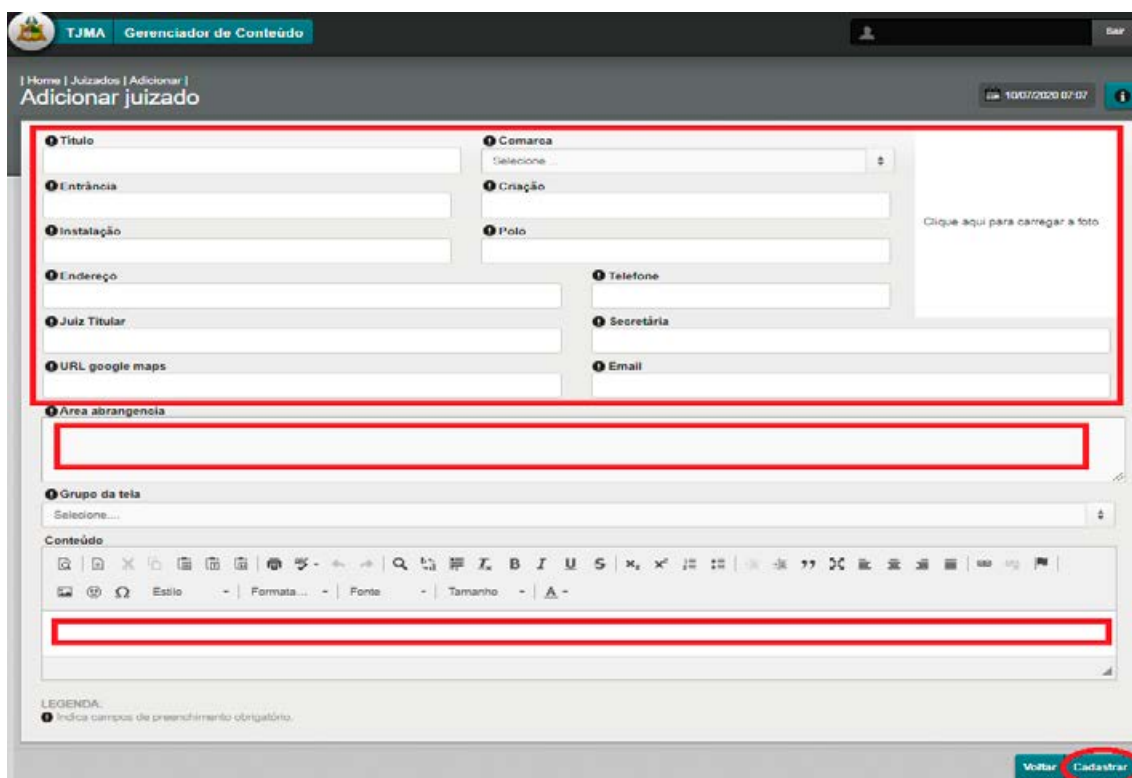 TJMA Gerenciador de Conteúdo Sair
| Home | Juizados | Adicionar |
Adicionar juizado 10/07/2020 07:07
Título Comarca
Selecione ...
Entrância Criação
Clique aqui para carregar a foto
Instalação Polo
Endereço Telefone
Juiz Titular Secretária
URL google maps Email
Area abrangencia
Grupo da tela
Selecione....
Conteúdo
Estilo Formata... Fonte Tamanho A
LEGENDA:
Indica campos de preenchimento obrigatório.
Voltar Cadastrar